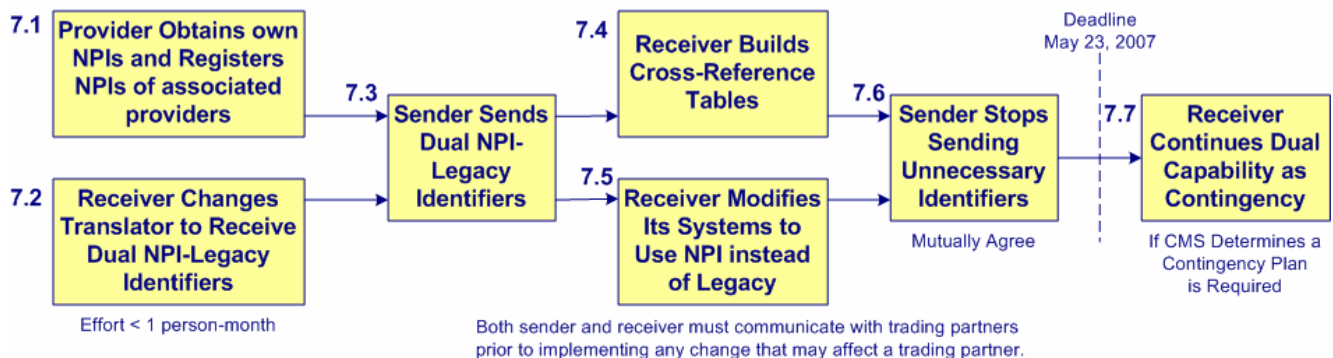 7.1
Provider Obtains own
NPIs and Registers
NPIs of associated
providers
7.2
Receiver Changes
Translator to Receive
Dual NPI-Legacy
Identifiers
Effort < 1 person-month
7.3
Sender Sends
Dual NPI-
Legacy
Identifiers
7.4
Receiver Builds
Cross-Reference
Tables
7.5
Receiver Modifies
Its Systems to
Use NPI instead
of Legacy
Both sender and receiver must communicate with trading partners
prior to implementing any change that may affect a trading partner.
7.6
Sender Stops
Sending
Unnecessary
Identifiers
Mutually Agree
Deadline
May 23, 2007
7.7
Receiver
Continues Dual
Capability as
Contingency
If CMS Determines a
Contingency Plan
is Required